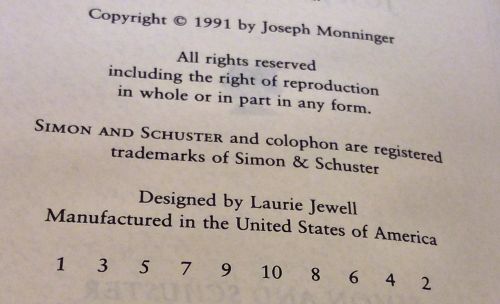 Copyright © 1991 by Joseph Monninger
All rights reserved
including the right of reproduction
in whole or in part in any form.
SIMON AND SCHUSTER and colophon are registered
trademarks of Simon & Schuster
Designed by Laurie Jewell
Manufactured in the United States of America
1 3 5 7 9 10 8 6 4 2